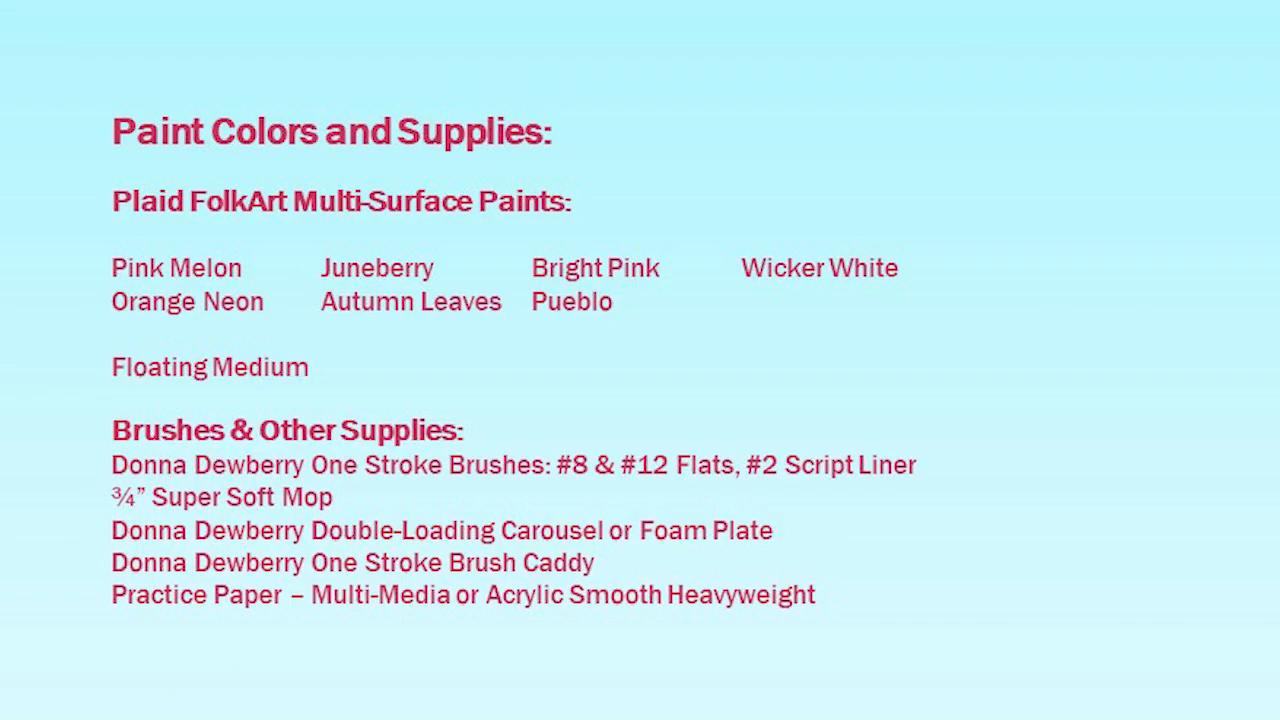 Paint Colors and Supplies:
Plaid FolkArt Multi-Surface Paints:
Pink Melon Juneberry Bright Pink Wicker White
Orange Neon Autumn Leaves Pueblo
Floating Medium
Brushes & Other Supplies:
Donna Dewberry One Stroke Brushes: #8 & #12 Flats, #2 Script Liner
¾” Super Soft Mop
Donna Dewberry Double-Loading Carousel or Foam Plate
Donna Dewberry One Stroke Brush Caddy
Practice Paper – Multi-Media or Acrylic Smooth Heavyweight